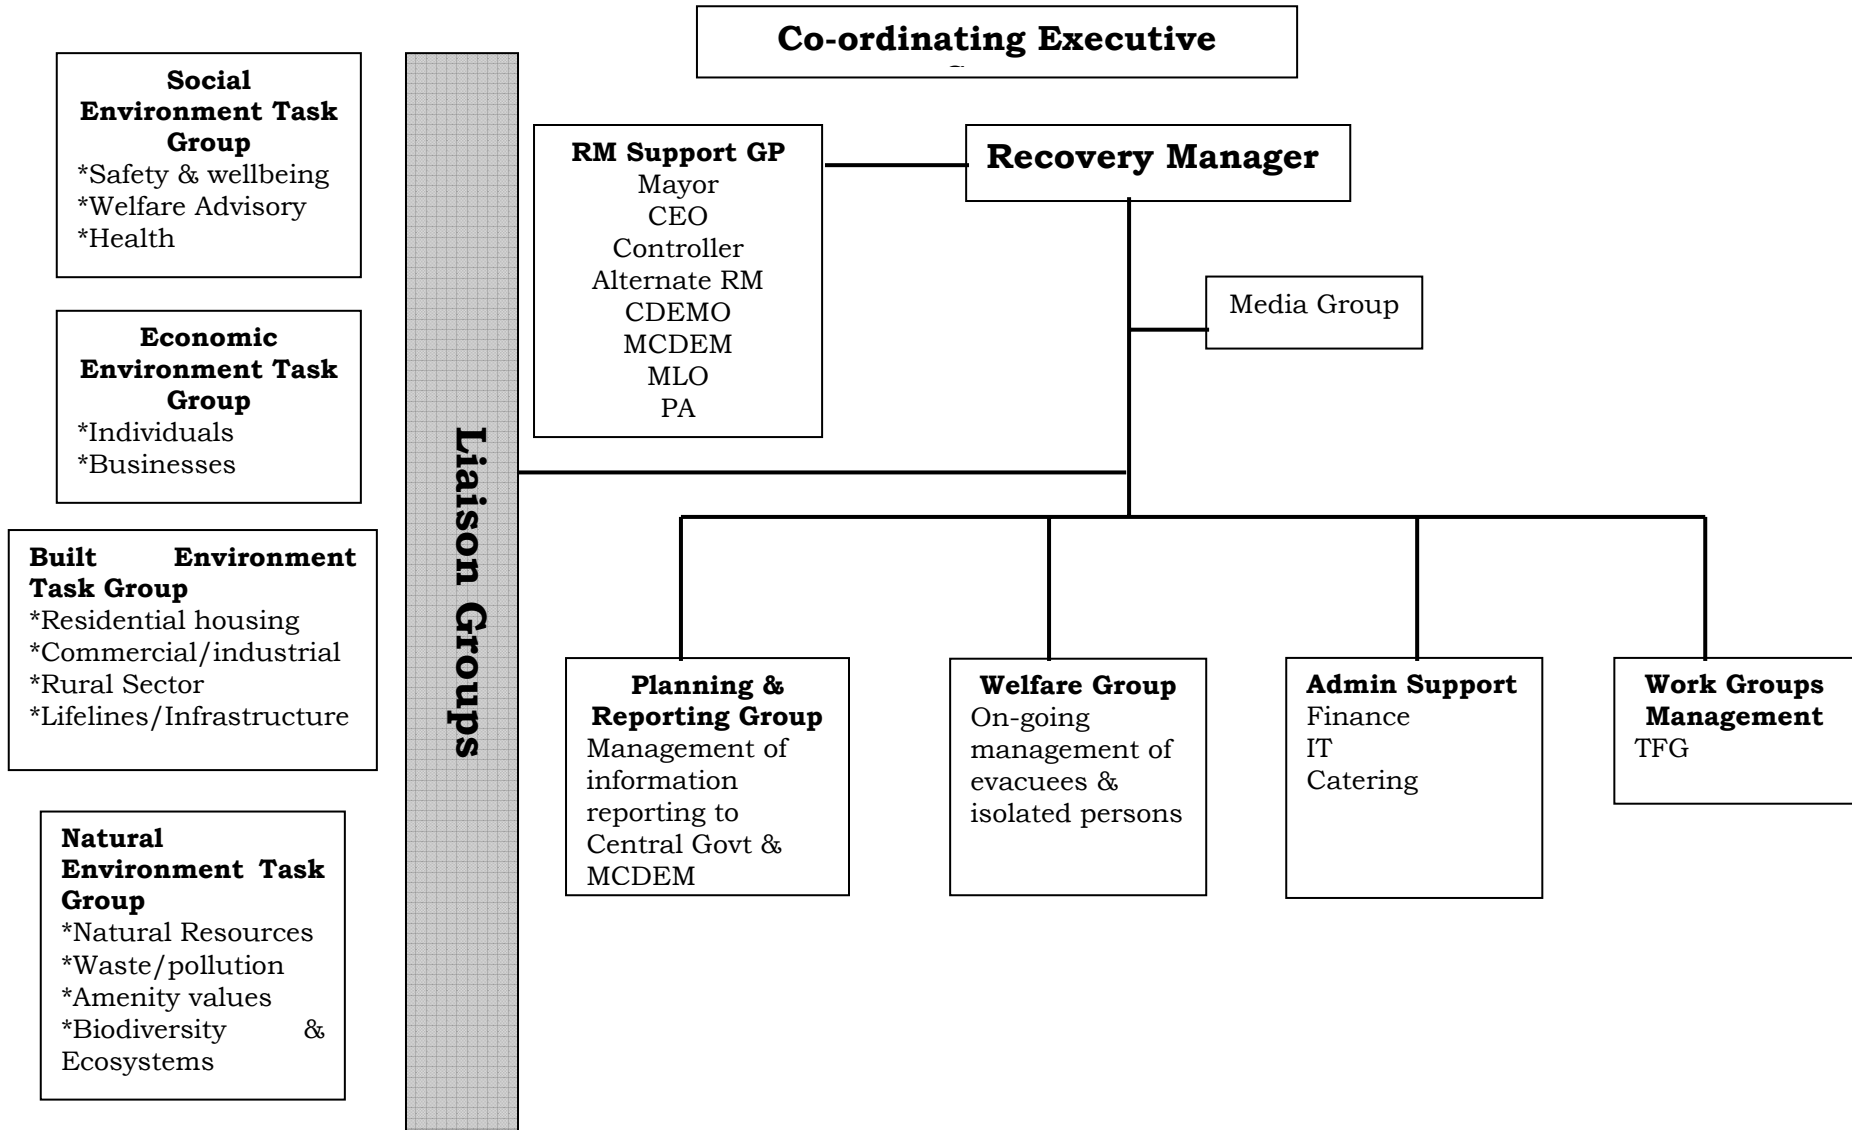 Co-ordinating Executive
Social
Environment Task
Group
*Safety & wellbeing
*Welfare Advisory
*Health
Economic
Environment Task
Group
*Individuals
*Businesses
Built Environment
Task Group
*Residential housing
*Commercial/industrial
*Rural Sector
*Lifelines/Infrastructure
Natural
Environment Task
Group
*Natural Resources
*Waste/pollution
*Amenity values
*Biodiversity &
Ecosystems
Liaison Groups
RM Support GP
Mayor
CEO
Controller
Alternate RM
CDEMO
MCDEM
MLO
PA
Recovery Manager
Media Group
Planning &
Reporting Group
Management of
information
reporting to
Central Govt &
MCDEM
Welfare Group
On-going
management of
evacuees &
isolated persons
Admin Support
Finance
IT
Catering
Work Groups
Management
TFG